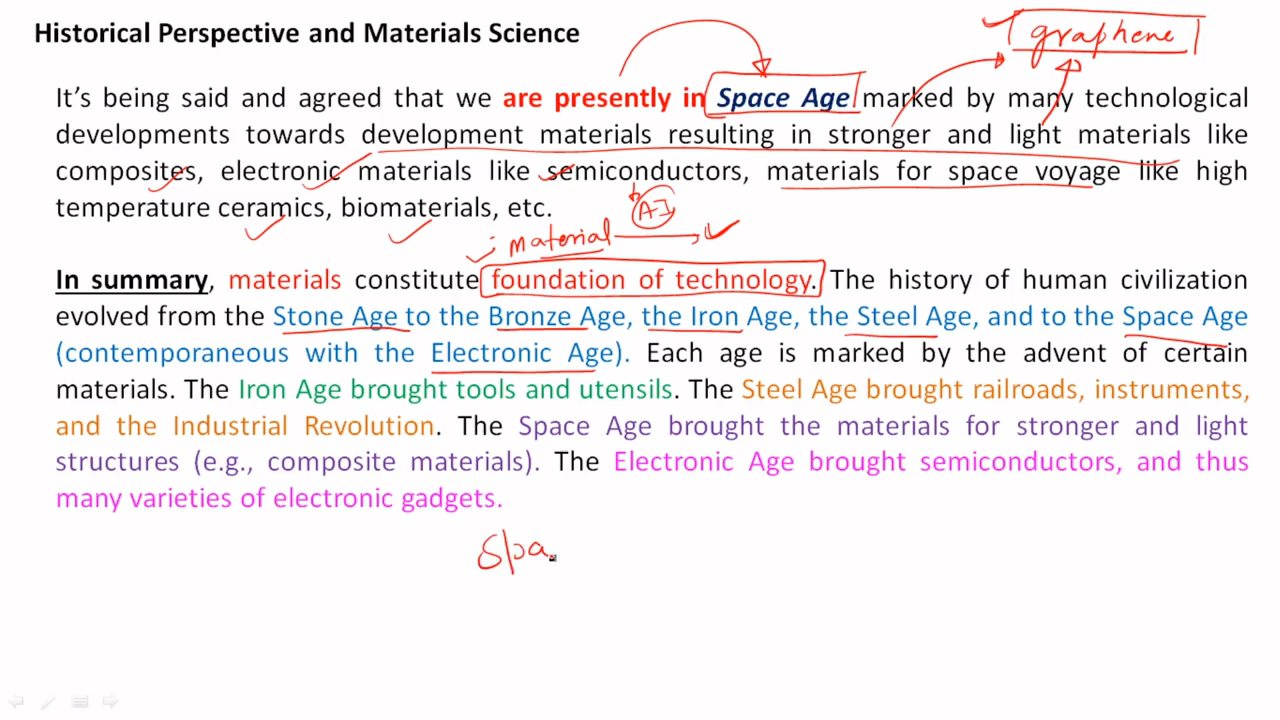 Historical Perspective and Materials Science
graphene
It's being said and agreed that we are presently in Space Age marked by many technological
developments towards development materials resulting in stronger and light materials like
composites, electronic materials like semiconductors, materials for space voyage like high
temperature ceramics, biomaterials, etc.
AI
material
In summary, materials constitute foundation of technology. The history of human civilization
evolved from the Stone Age to the Bronze Age, the Iron Age, the Steel Age, and to the Space Age
(contemporaneous with the Electronic Age). Each age is marked by the advent of certain
materials. The Iron Age brought tools and utensils. The Steel Age brought railroads, instruments,
and the Industrial Revolution. The Space Age brought the materials for stronger and light
structures (e.g., composite materials). The Electronic Age brought semiconductors, and thus
many varieties of electronic gadgets.
Spa